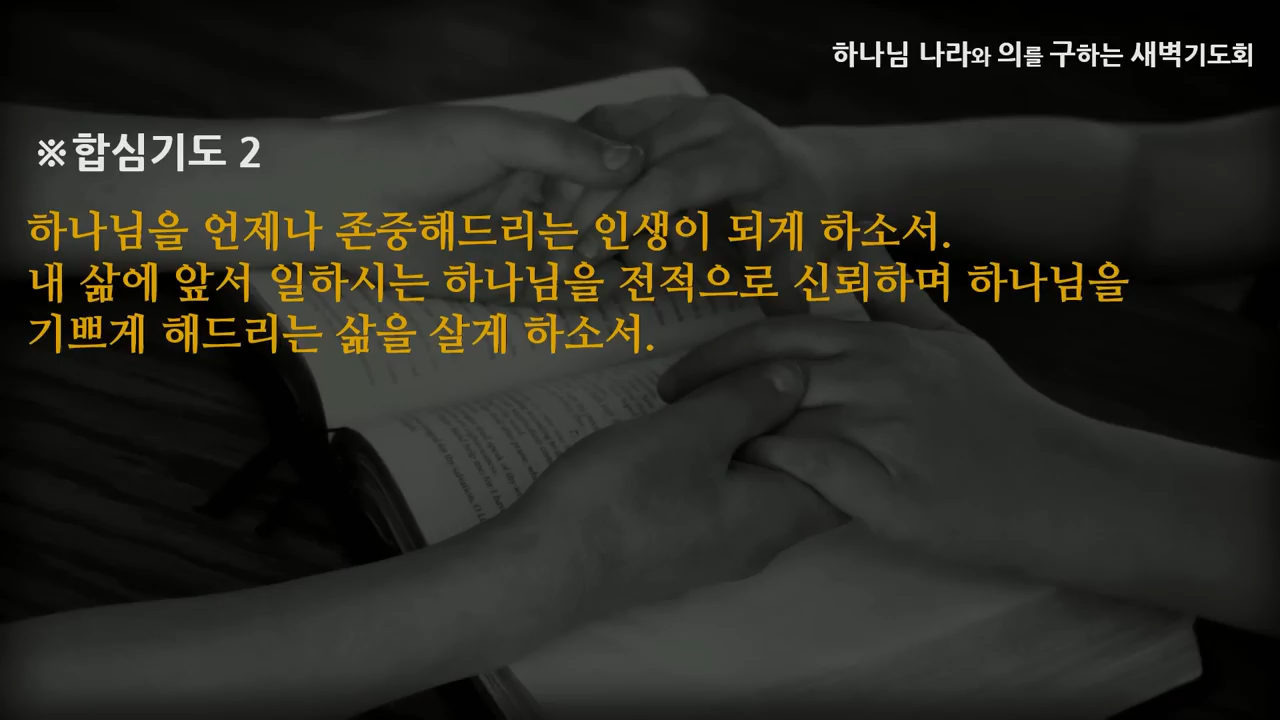 하나님 나라와 의를 구하는 새벽기도회
※합심기도 2
하나님을 언제나 존중해드리는 인생이 되게 하소서.
내 삶에 앞서 일하시는 하나님을 전적으로 신뢰하며 하나님을
기쁘게 해드리는 삶을 살게 하소서.